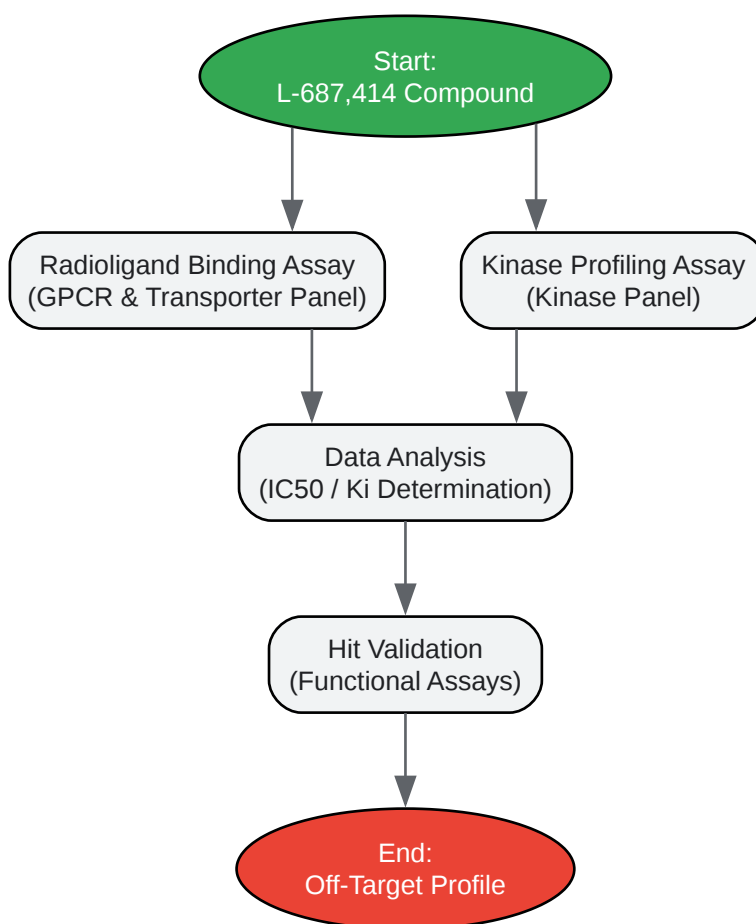 Start:
L-687,414 Compound
Radioligand Binding Assay
(GPCR & Transporter Panel)
Kinase Profiling Assay
(Kinase Panel)
Data Analysis
(IC50 / Ki Determination)
Hit Validation
(Functional Assays)
End:
Off-Target Profile